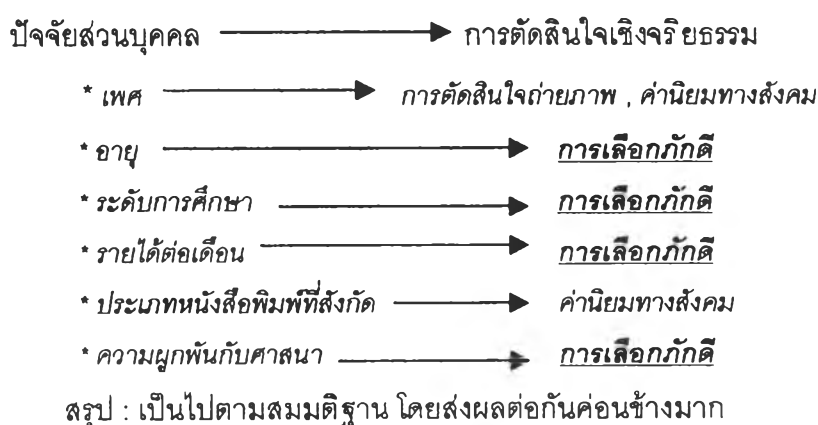 ปัจจัยส่วนบุคคล การตัดสินใจเชิงจริยธรรม
* เพศ การตัดสินใจถ่ายภาพ , ค่านิยมทางสังคม
* อายุ การเลือกภักดี
* ระดับการศึกษา การเลือกภักดี
* รายได้ต่อเดือน การเลือกภักดี
* ประเภทหนังสือพิมพ์ที่สังกัด ค่านิยมทางสังคม
* ความผูกพันกับศาสนา การเลือกภักดี
สรุป : เป็นไปตามสมมติฐาน โดยส่งผลต่อกันค่อนข้างมาก